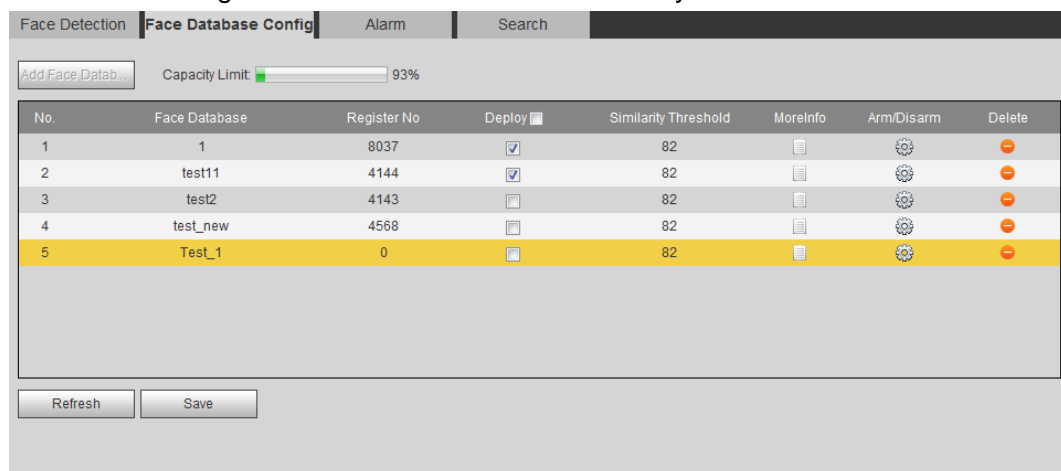 Face Detection Face Database Config Alarm Search
Add Face Datab... Capacity Limit: 93%
No. Face Database Register No Deploy Similarity Threshold MoreInfo Arm/Disarm Delete
1 1 8037 82
2 test11 4144 82
3 test2 4143 82
4 test_new 4568 82
5 Test_1 0 82
Refresh Save